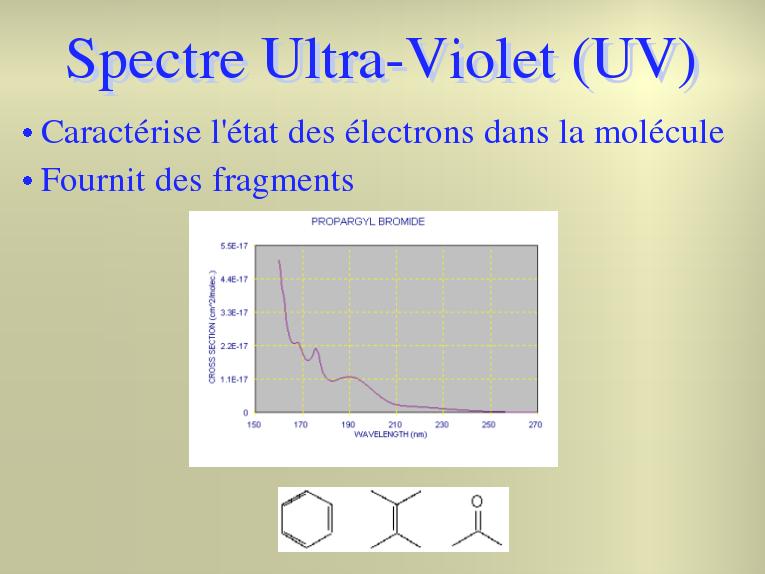 Spectre Ultra-Violet (UV)
• Caractérise l'état des électrons dans la molécule
• Fournit des fragments
PROPARGYL BROMIDE
CROSS SECTION (cm^2/molec.)
5.5E-17
4.4E-17
3.3E-17
2.2E-17
1.1E-17
0
150 170 190 210 230 250 270
WAVELENGTH (nm)
O